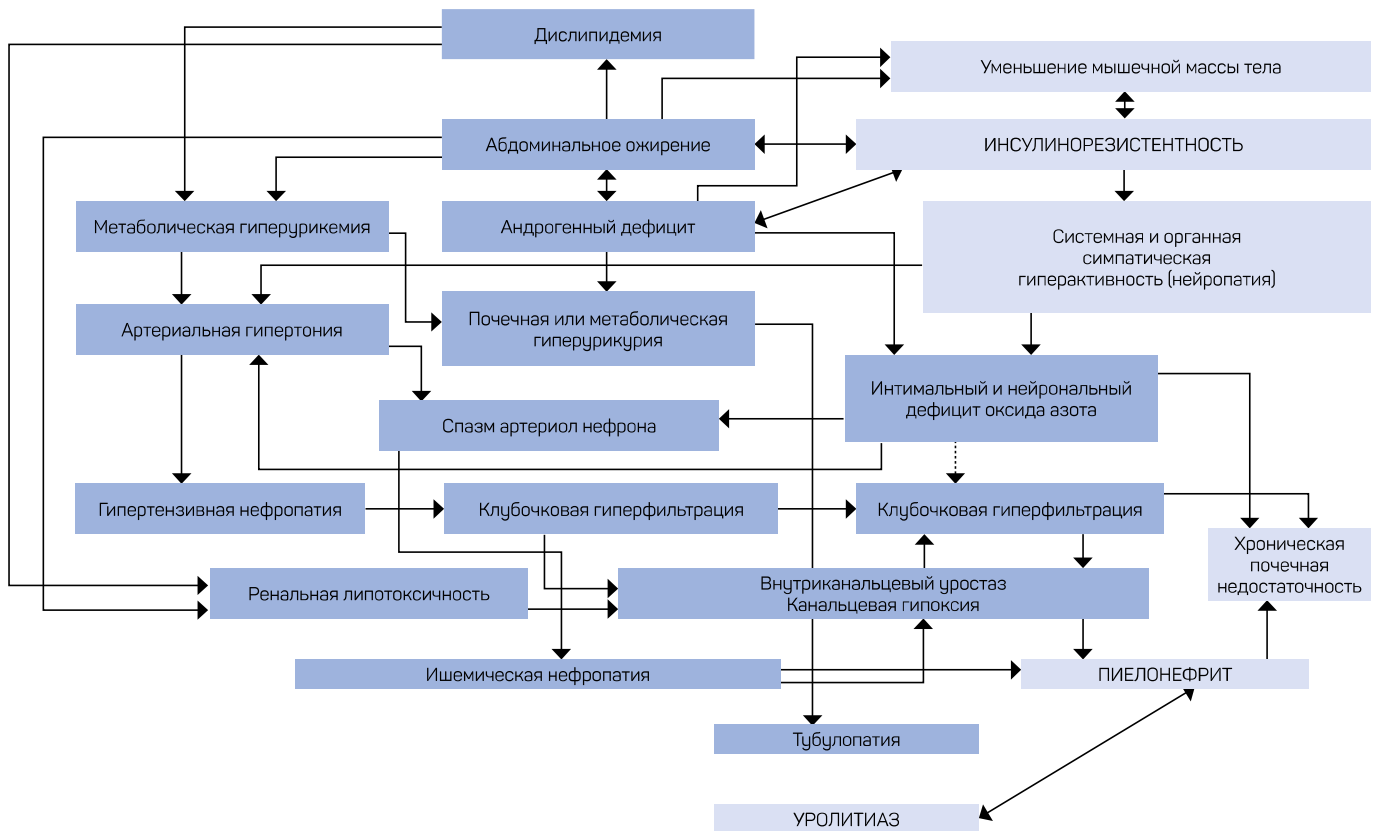 Дислипидемия
Уменьшение мышечной массы тела
Абдоминальное ожирение
ИНСУЛИНОРЕЗИСТЕНТНОСТЬ
Метаболическая гиперурикемия
Андрогенный дефицит
Системная и органная
симпатическая
гиперактивность (нейропатия)
Артериальная гипертония
Почечная или метаболическая
гиперурикурия
Интимальный и нейрональный
дефицит оксида азота
Спазм артериол нефрона
Гипертензивная нефропатия
Клубочковая гиперфильтрация
Клубочковая гиперфильтрация
Хроническая
почечная
недостаточность
Ренальная липотоксичность
Внутриканальцевый уростаз
Канальцевая гипоксия
Ишемическая нефропатия
ПИЕЛОНЕФРИТ
Тубулопатия
УРОЛИТИАЗ